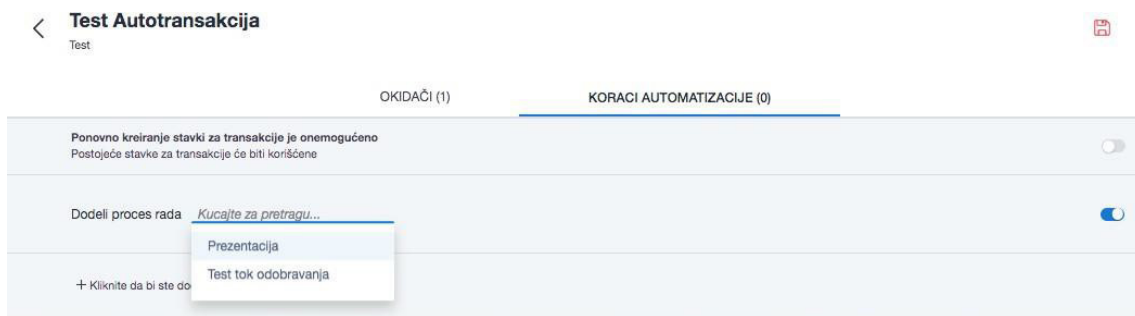 Test Autotransakcija
Test
OKIDAČI (1)
KORACI AUTOMATIZACIJE (0)
Ponovno kreiranje stavki za transakcije je onemogućeno
Postojeće stavke za transakcije će biti korišćene
Dodeli proces rada Kucajte za pretragu...
Prezentacija
Test tok odobravanja
+ Kliknite da bi ste do